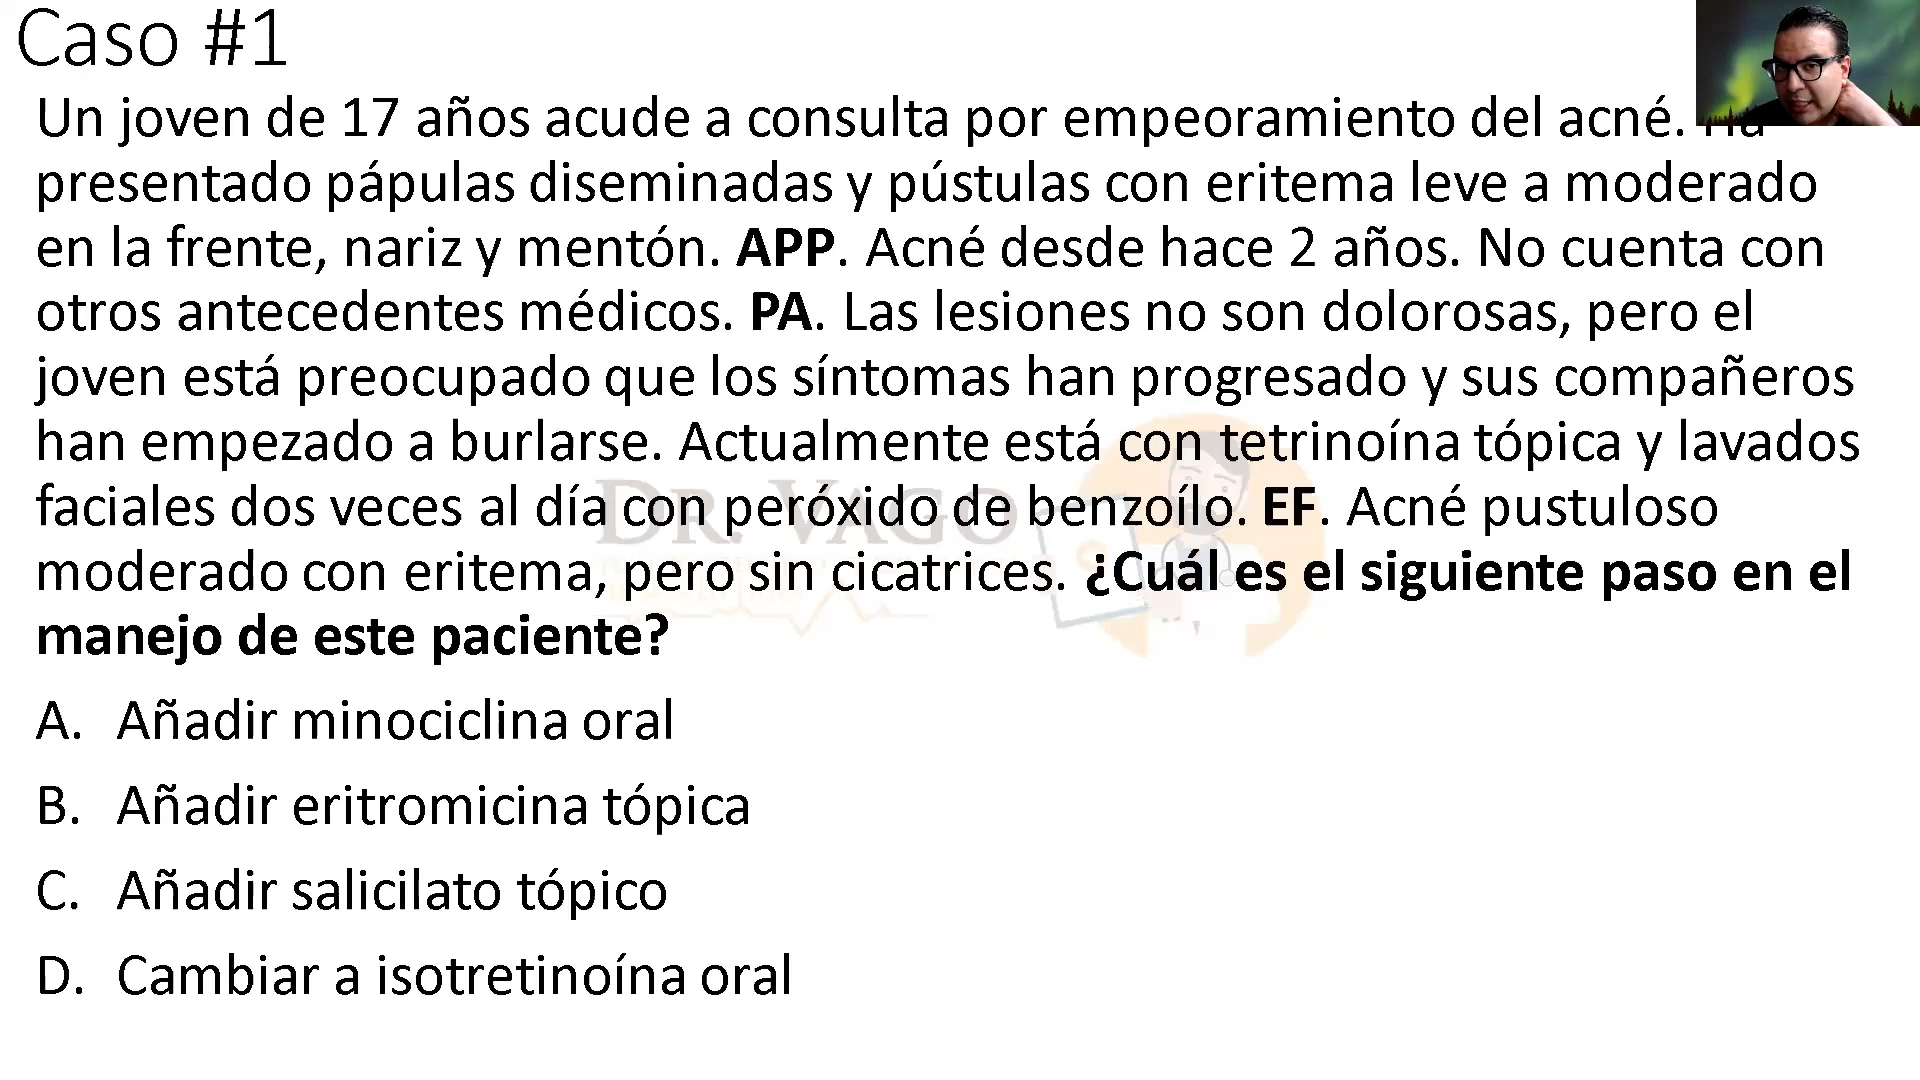 Caso #1
Un joven de 17 años acude a consulta por empeoramiento del acné. Ha
presentado pápulas diseminadas y pústulas con eritema leve a moderado
en la frente, nariz y mentón. APP. Acné desde hace 2 años. No cuenta con
otros antecedentes médicos. PA. Las lesiones no son dolorosas, pero el
joven está preocupado que los síntomas han progresado y sus compañeros
han empezado a burlarse. Actualmente está con tetrinoína tópica y lavados
faciales dos veces al día con peróxido de benzoílo. EF. Acné pustuloso
moderado con eritema, pero sin cicatrices. ¿Cuál es el siguiente paso en el
manejo de este paciente?
DR. VAGO
A. Añadir minociclina oral
B. Añadir eritromicina tópica
C. Añadir salicilato tópico
D. Cambiar a isotretinoína oral